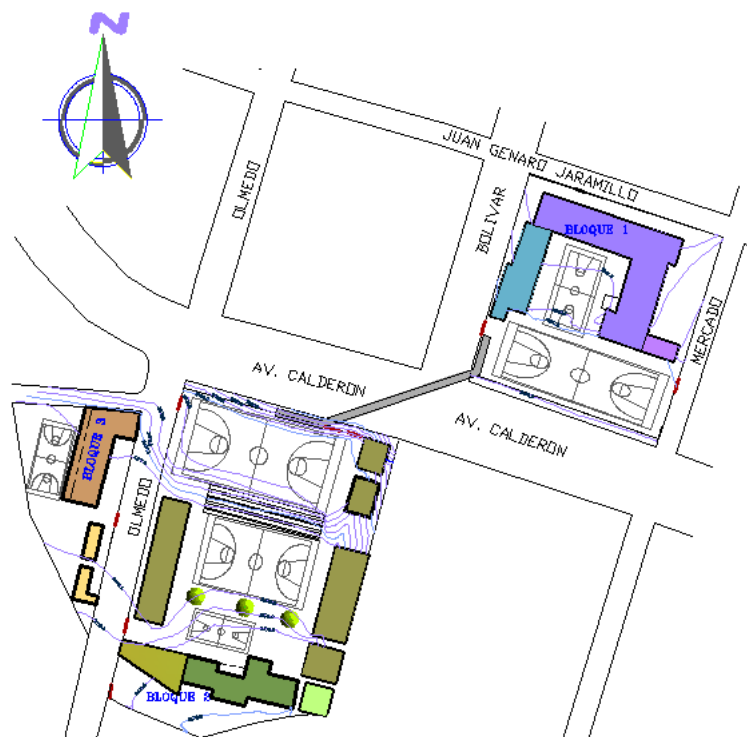 N
JUAN GENARO JARAMILLO
OLMEDO
BOLIVAR
BLOQUE 1
MERCADO
AV. CALDERON
AV. CALDERON
BLOQUE 3
OLMEDO
BLOQUE 2